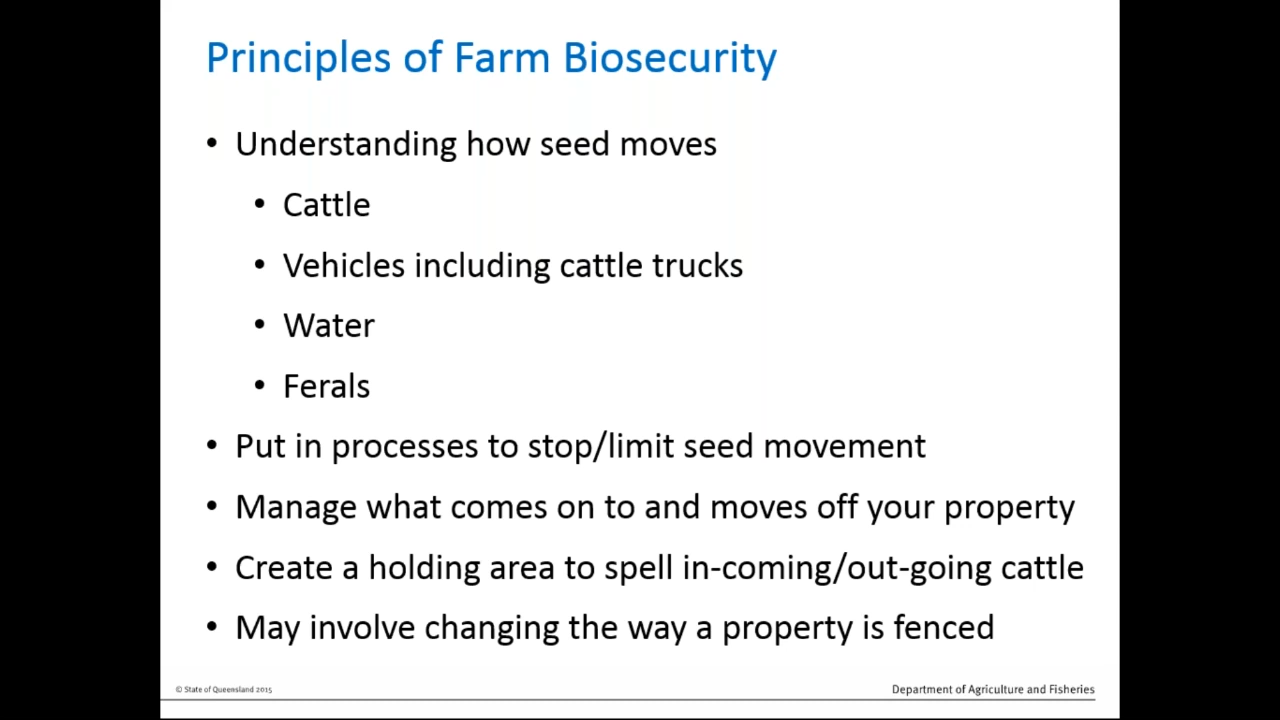 Principles of Farm Biosecurity
• Understanding how seed moves
• Cattle
• Vehicles including cattle trucks
• Water
• Ferals
• Put in processes to stop/limit seed movement
• Manage what comes on to and moves off your property
• Create a holding area to spell in-coming/out-going cattle
• May involve changing the way a property is fenced
© State of Queensland 2015
Department of Agriculture and Fisheries